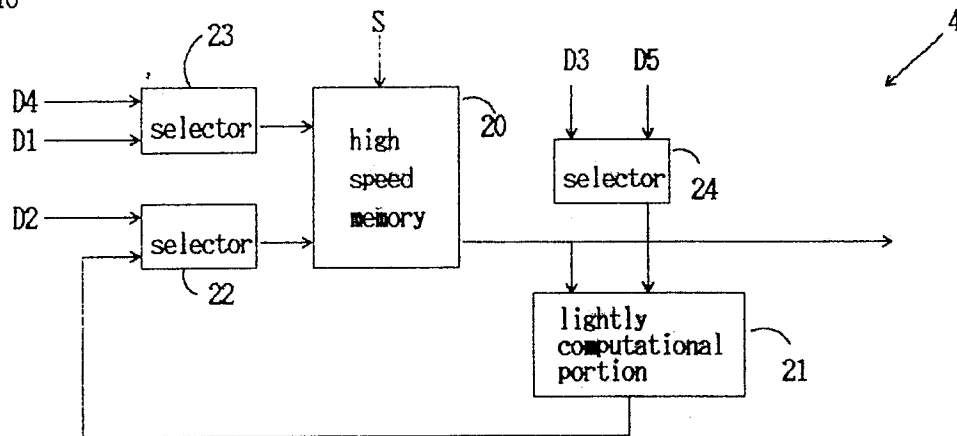 23
S
4
D4
D1
selector
D3 D5
20
high
speed
memory
selector
24
D2
selector
22
lightly
computational
portion
21